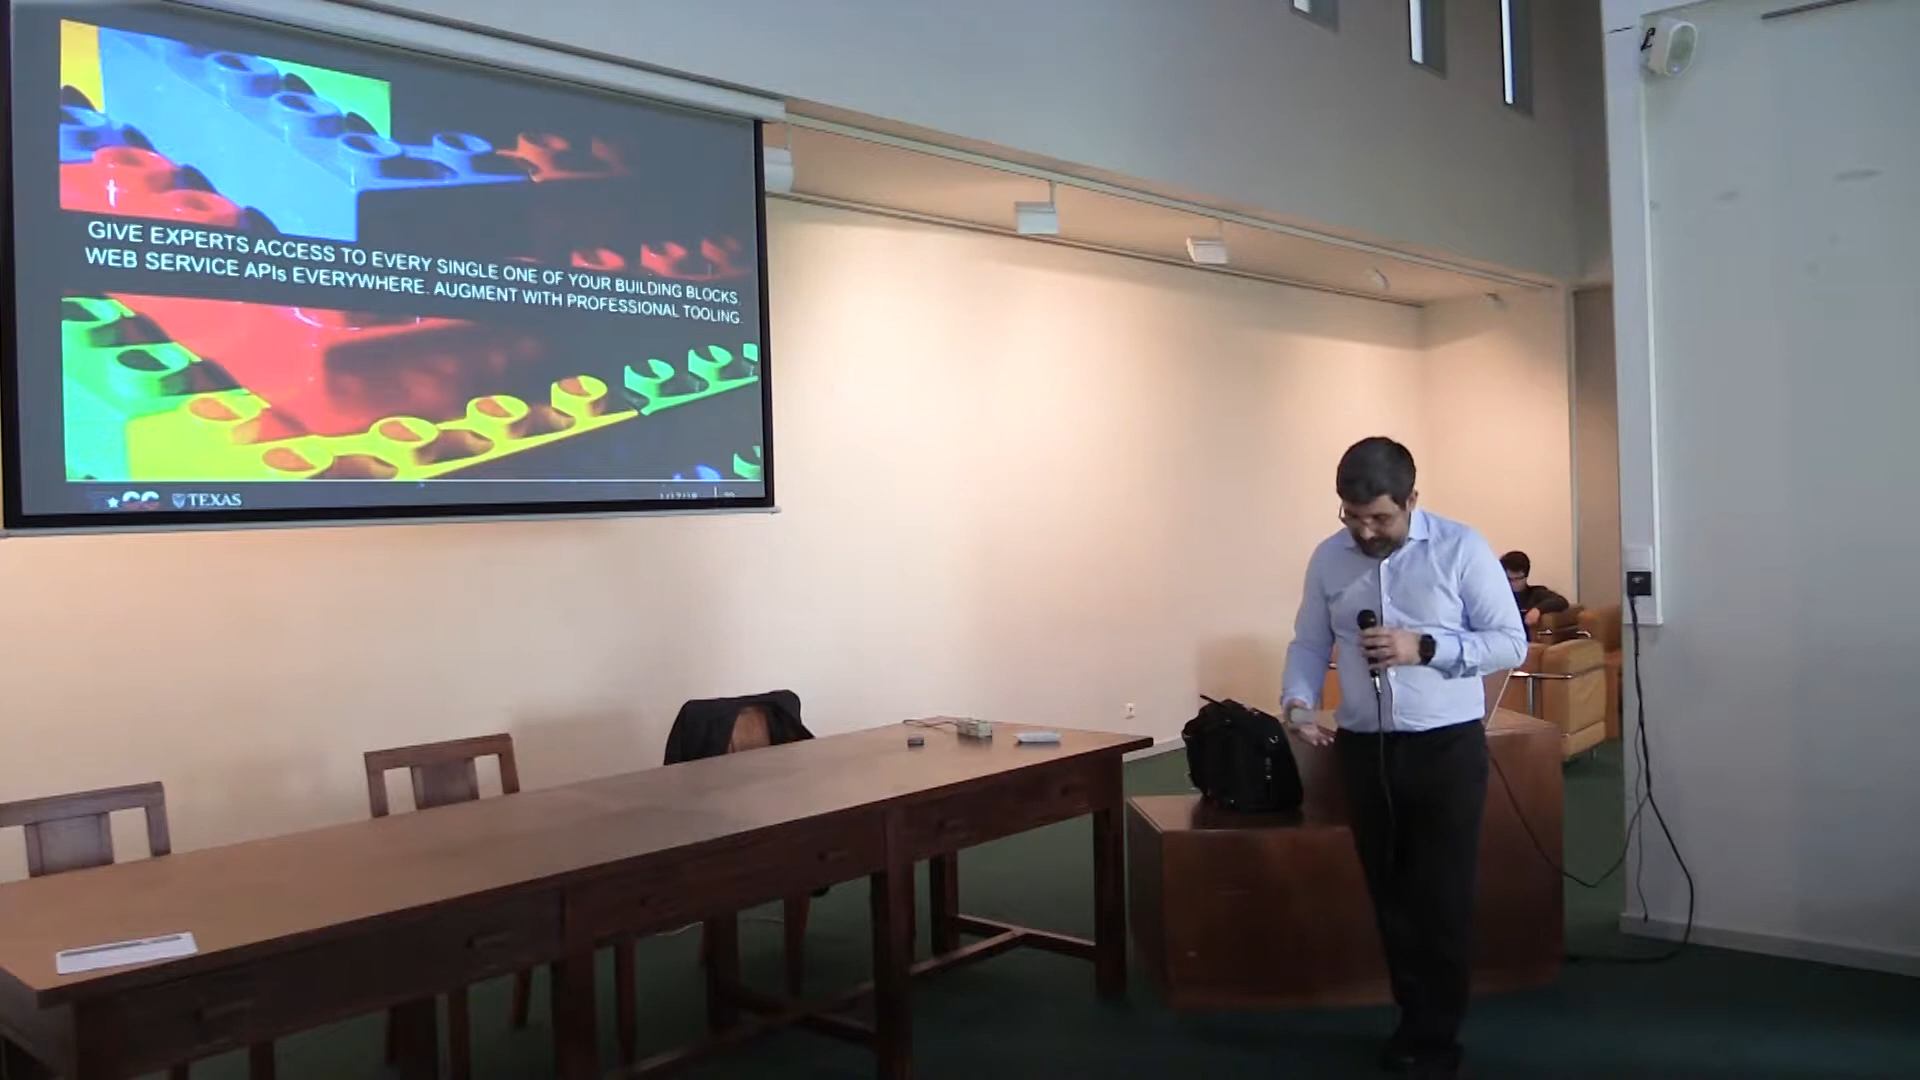 GIVE EXPERTS ACCESS TO EVERY SINGLE ONE OF YOUR BUILDING BLOCKS.
WEB SERVICE APIs EVERYWHERE. AUGMENT WITH PROFESSIONAL TOOLING.
TEXAS